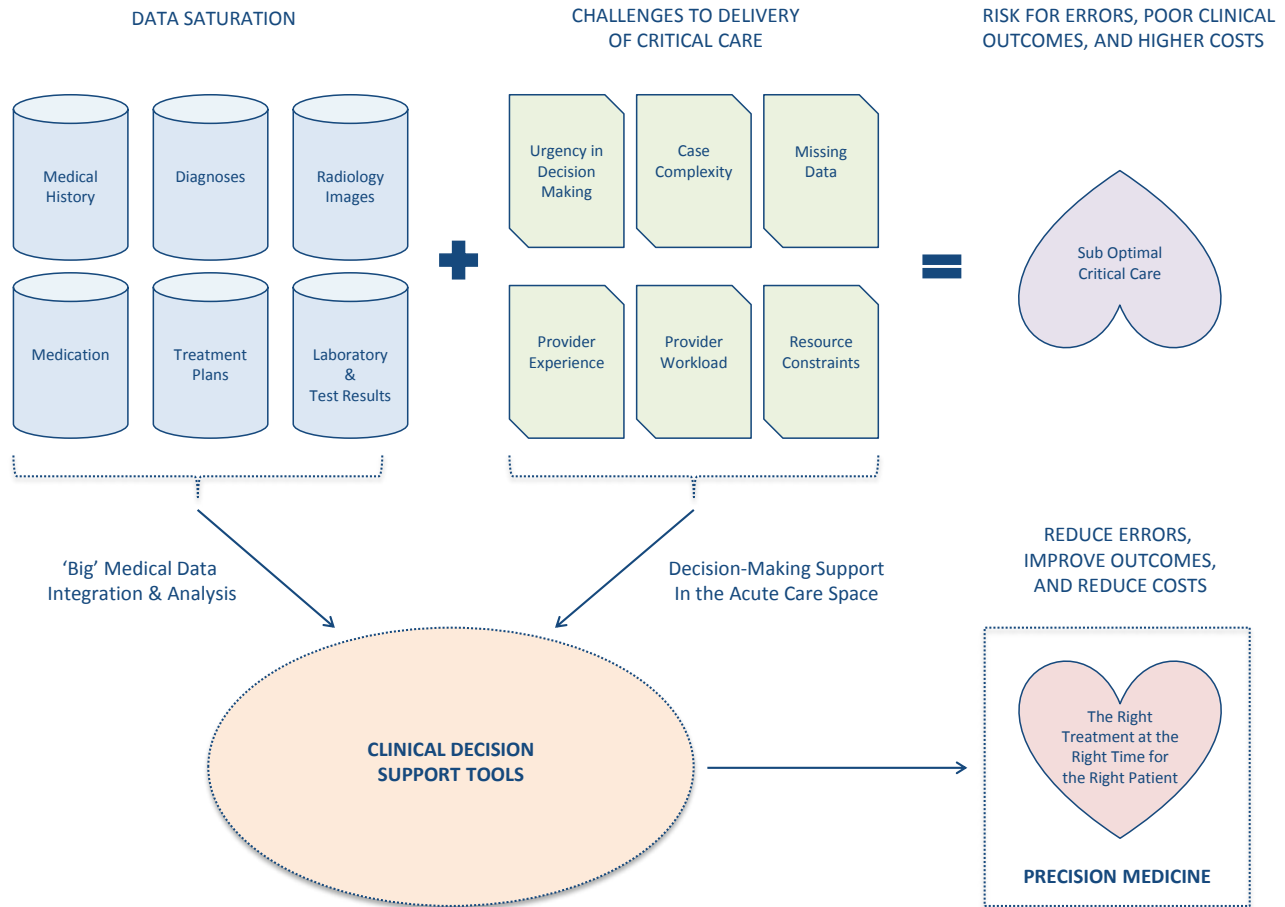 DATA SATURATION
CHALLENGES TO DELIVERY
OF CRITICAL CARE
RISK FOR ERRORS, POOR CLINICAL
OUTCOMES, AND HIGHER COSTS
Medical
History
Diagnoses
Radiology
Images
Urgency in
Decision
Making
Case
Complexity
Missing
Data
Sub Optimal
Critical Care
Medication
Treatment
Plans
Laboratory
&
Test Results
Provider
Experience
Provider
Workload
Resource
Constraints
‘Big’ Medical Data
Integration & Analysis
Decision-Making Support
In the Acute Care Space
REDUCE ERRORS,
IMPROVE OUTCOMES,
AND REDUCE COSTS
CLINICAL DECISION
SUPPORT TOOLS
The Right
Treatment at the
Right Time for
the Right Patient
PRECISION MEDICINE